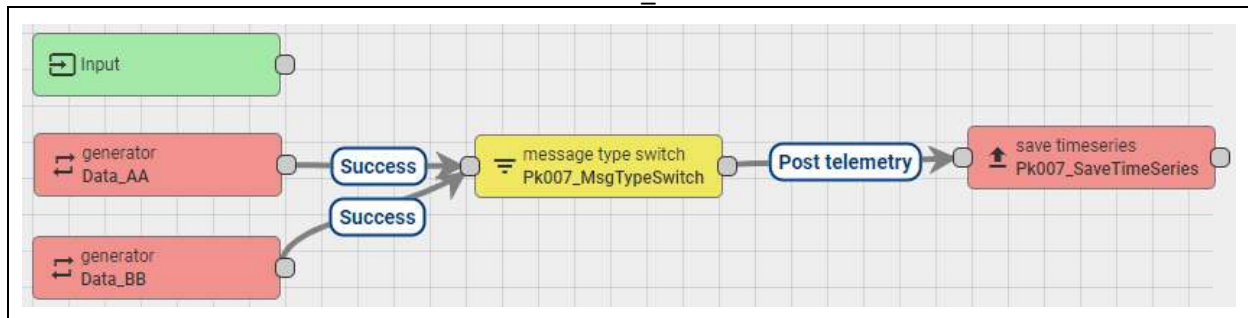 Input
generator
Data_AA
Success
message type switch
Pk007_MsgTypeSwitch
Post telemetry
save timeseries
Pk007_SaveTimeSeries
Success
generator
Data_BB